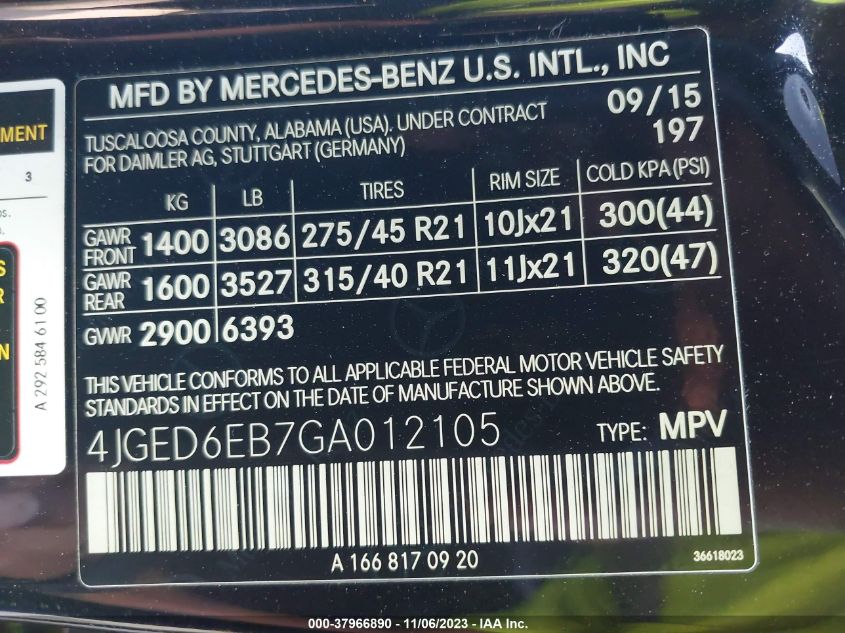 MFD BY MERCEDES-BENZ U.S. INTL., INC
TUSCALOOSA COUNTY, ALABAMA (USA). UNDER CONTRACT
FOR DAIMLER AG, STUTTGART (GERMANY)
09/15
197
KG LB TIRES RIM SIZE COLD KPA(PSI)
GAWR FRONT 1400 3086 275/45 R21 10Jx21 300(44)
GAWR REAR 1600 3527 315/40 R21 11Jx21 320(47)
GVWR 2900 6393
THIS VEHICLE CONFORMS TO ALL APPLICABLE FEDERAL MOTOR VEHICLE SAFETY
STANDARDS IN EFFECT ON THE DATE OF MANUFACTURE SHOWN ABOVE.
4JGED6EB7GA012105 TYPE: MPV
A 166 817 09 20
36618023
3
A 292 584 61 00
000-37966890 - 11/06/2023 - IAA Inc.